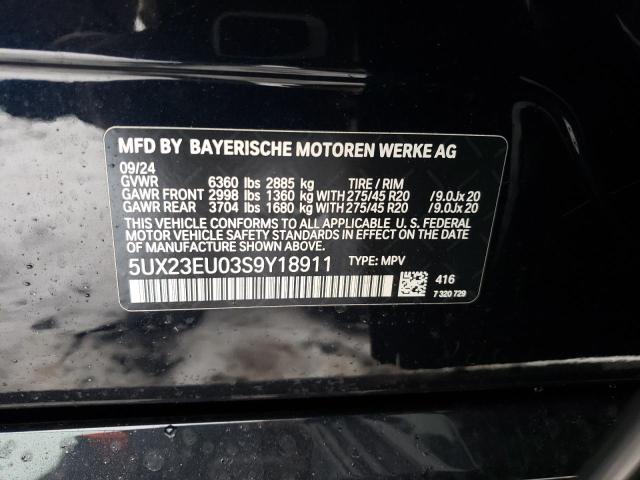 MFD BY BAYERISCHE MOTOREN WERKE AG
09/24
GVWR 6360 lbs 2885 kg TIRE / RIM
GAWR FRONT 2998 lbs 1360 kg WITH 275/45 R20 /9.0Jx20
GAWR REAR 3704 lbs 1680 kg WITH 275/45 R20 /9.0Jx20
THIS VEHICLE CONFORMS TO ALL APPLICABLE U. S. FEDERAL
MOTOR VEHICLE SAFETY STANDARDS IN EFFECT ON THE
DATE OF MANUFACTURE SHOWN ABOVE.
5UX23EU03S9Y18911 TYPE: MPV
416
7 320 729